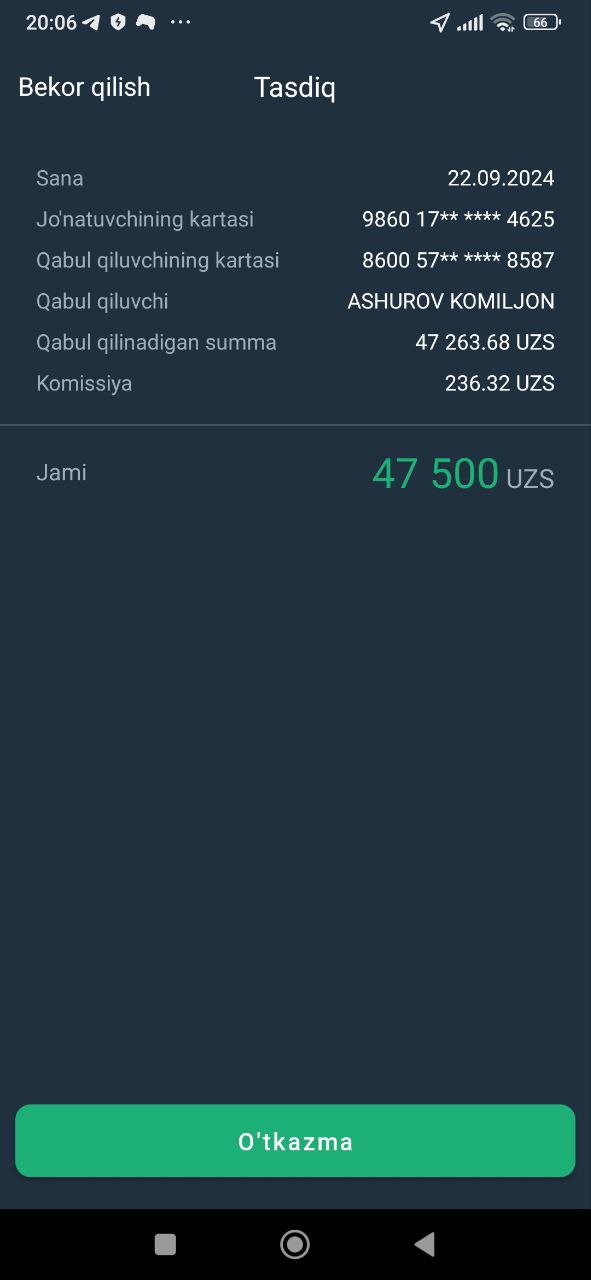 20:06 66
Bekor qilish Tasdiq
Sana 22.09.2024
Jo'natuvchining kartasi 9860 17** **** 4625
Qabul qiluvchining kartasi 8600 57** **** 8587
Qabul qiluvchi ASHUROV KOMILJON
Qabul qilinadigan summa 47 263.68 UZS
Komissiya 236.32 UZS
Jami 47 500 UZS
O'tkazma